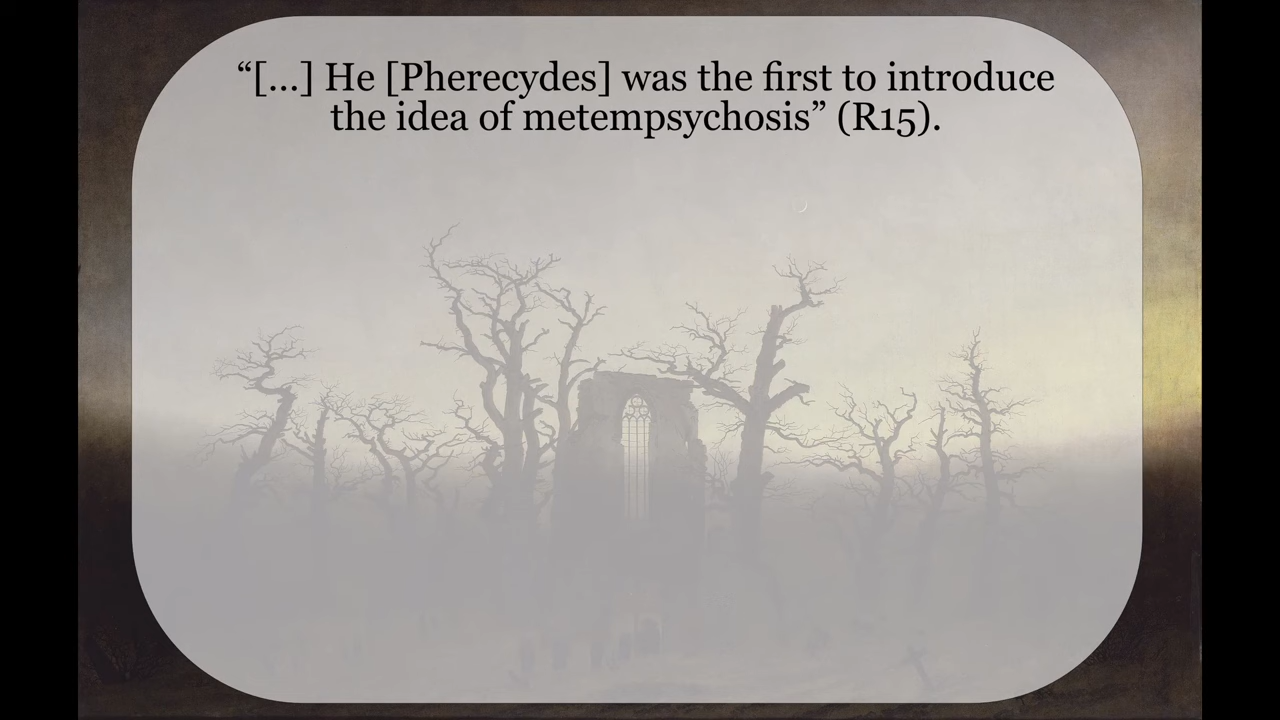 “[...] He [Pherecydes] was the first to introduce
the idea of metempsychosis” (R15).